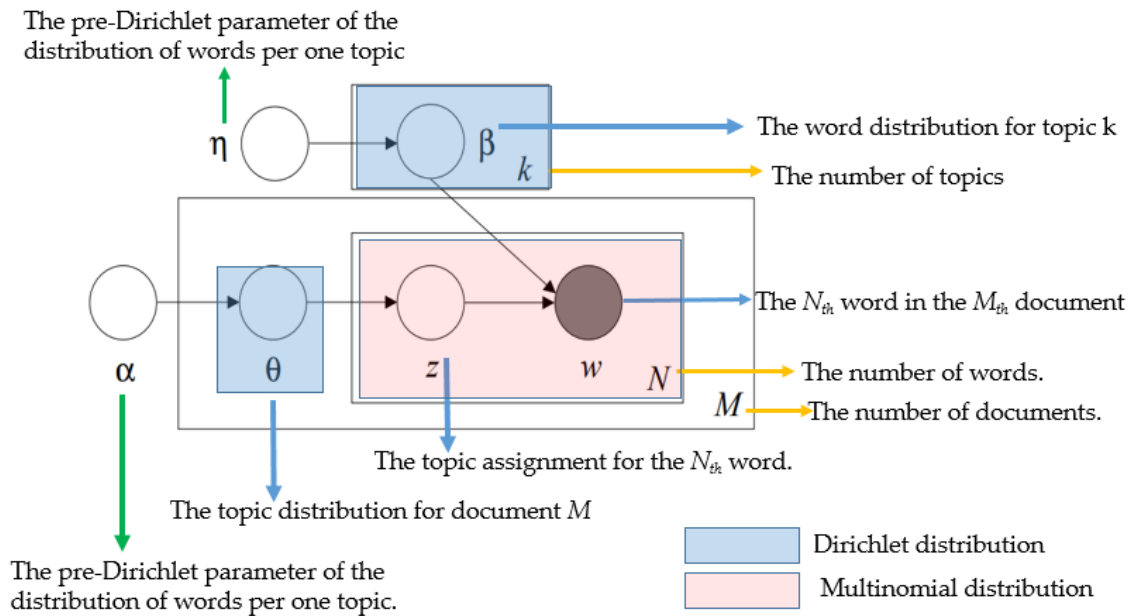 The pre-Dirichlet parameter of the
distribution of words per one topic
η
β
k
The word distribution for topic k
The number of topics
α
θ
z
w
N
M
The Nth word in the Mth document
The number of words.
The number of documents.
The topic assignment for the Nth word.
The topic distribution for document M
The pre-Dirichlet parameter of the
distribution of words per one topic.
Dirichlet distribution
Multinomial distribution